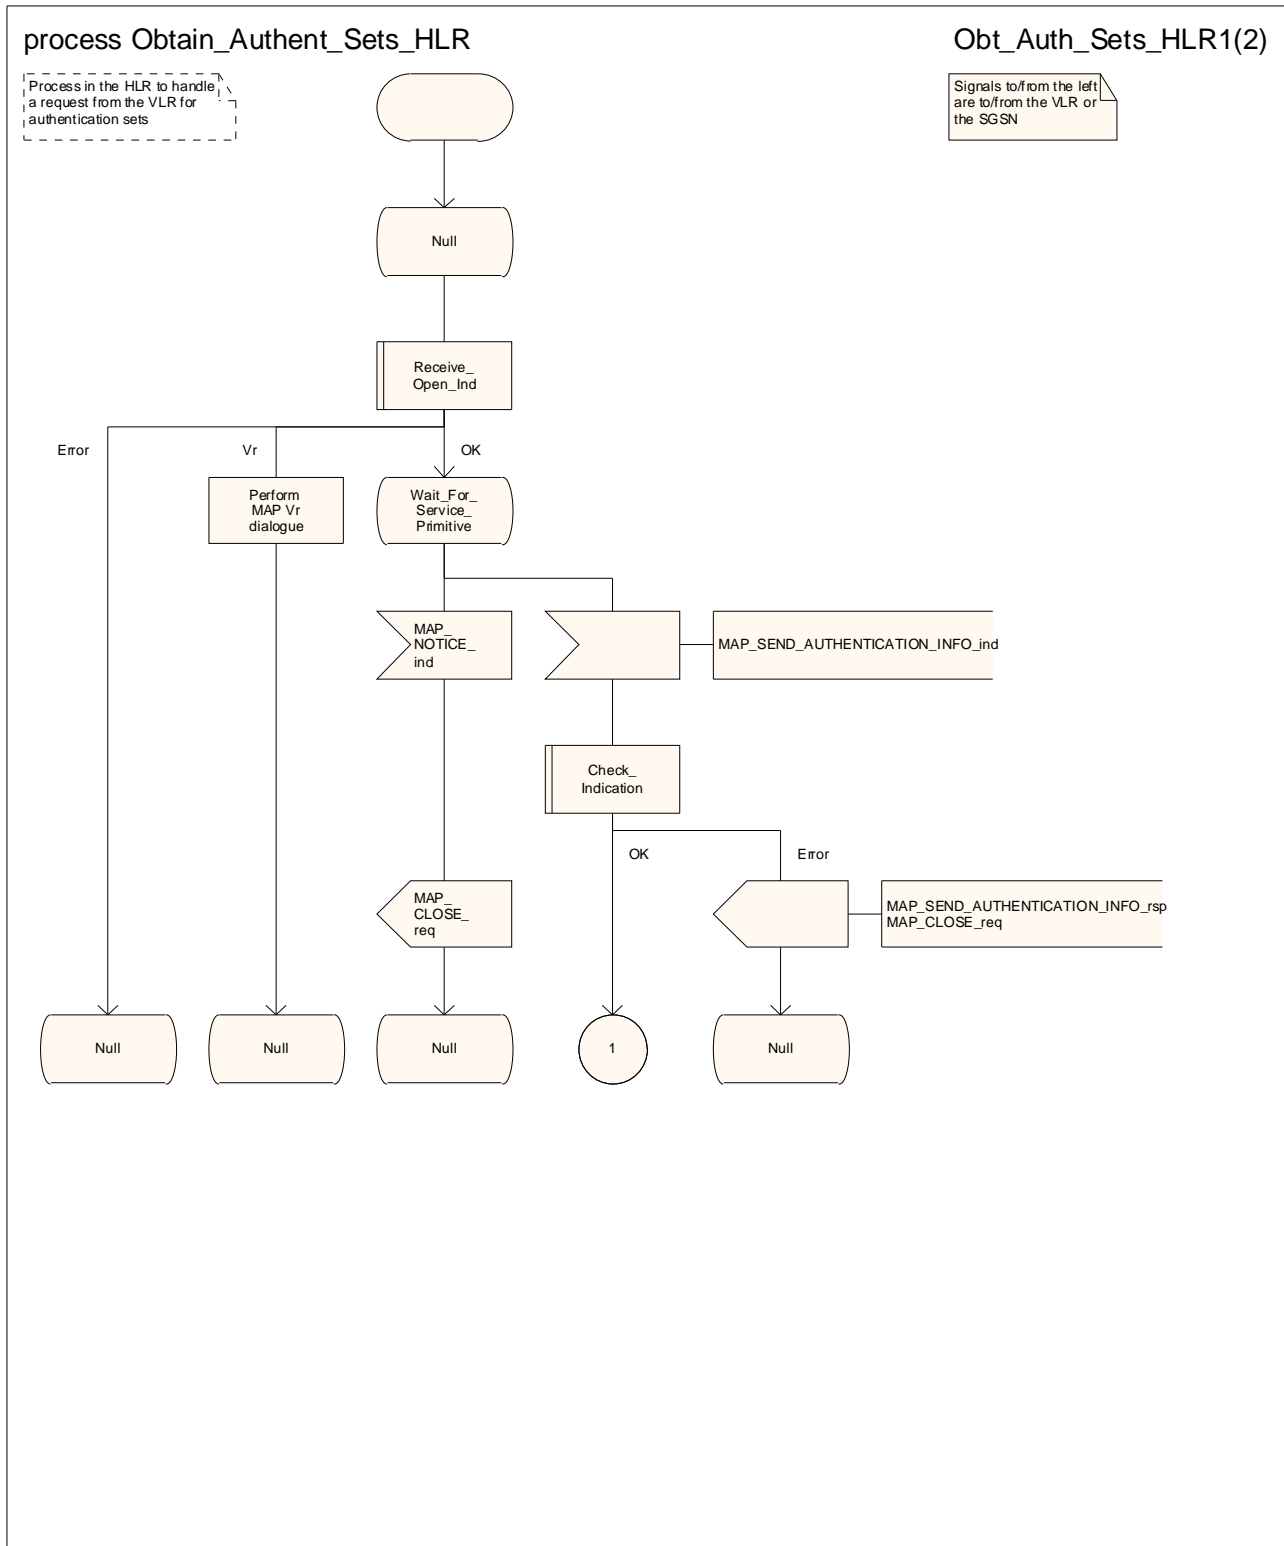 process Obtain_Authent_Sets_HLR
Obt_Auth_Sets_HLR1(2)
Process in the HLR to handle
a request from the VLR for
authentication sets
Signals to/from the left
are to/from the VLR or
the SGSN
Null
Receive_
Open_Ind
Error
Vr
OK
Perform
MAP Vr
dialogue
Wait_For_
Service_
Primitive
MAP_
NOTICE_
ind
MAP_SEND_AUTHENTICATION_INFO_ind
Check_
Indication
OK
Error
MAP_
CLOSE_
req
MAP_SEND_AUTHENTICATION_INFO_rsp
MAP_CLOSE_req
Null
Null
Null
1
Null